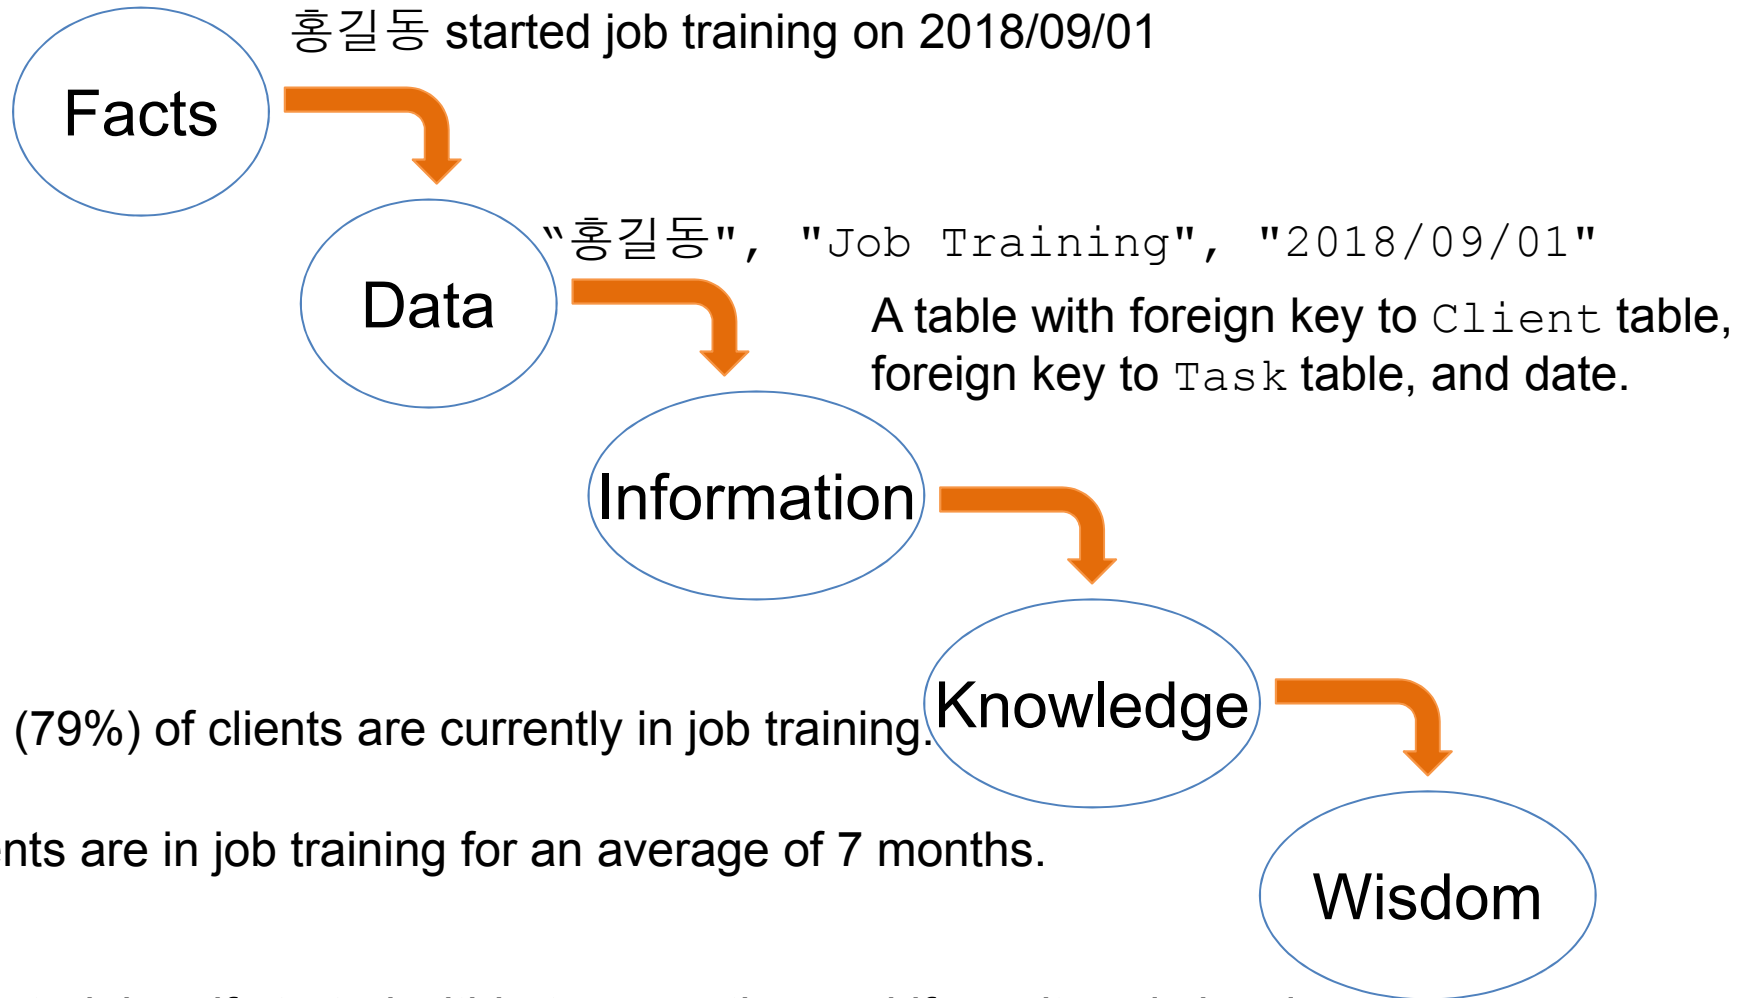 홍길동 started job training on 2018/09/01
Facts
“홍길동", "Job Training", "2018/09/01"
Data
A table with foreign key to Client table,
foreign key to Task table, and date.
Information
Knowledge
(79%) of clients are currently in job training.
ents are in job training for an average of 7 months.
Wisdom